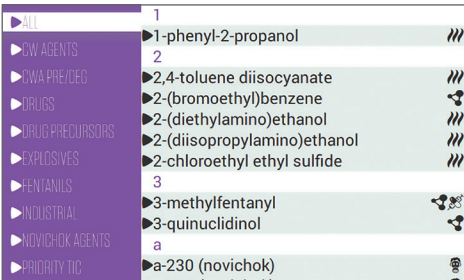 ALL
CW AGENTS
CWA PRE/DEG
DRUGS
DRUG PRECURSORS
EXPLOSIVES
FENTANILS
INDUSTRIAL
NOVICHOK AGENTS
PRIORITY TIC
1
1-phenyl-2-propanol
2
2,4-toluene diisocyanate
2-(bromoethyl)benzene
2-(diethylamino)ethanol
2-(diisopropylamino)ethanol
2-chloroethyl ethyl sulfide
3
3-methylfentanyl
3-quinuclidinol
a
a-230 (novichok)